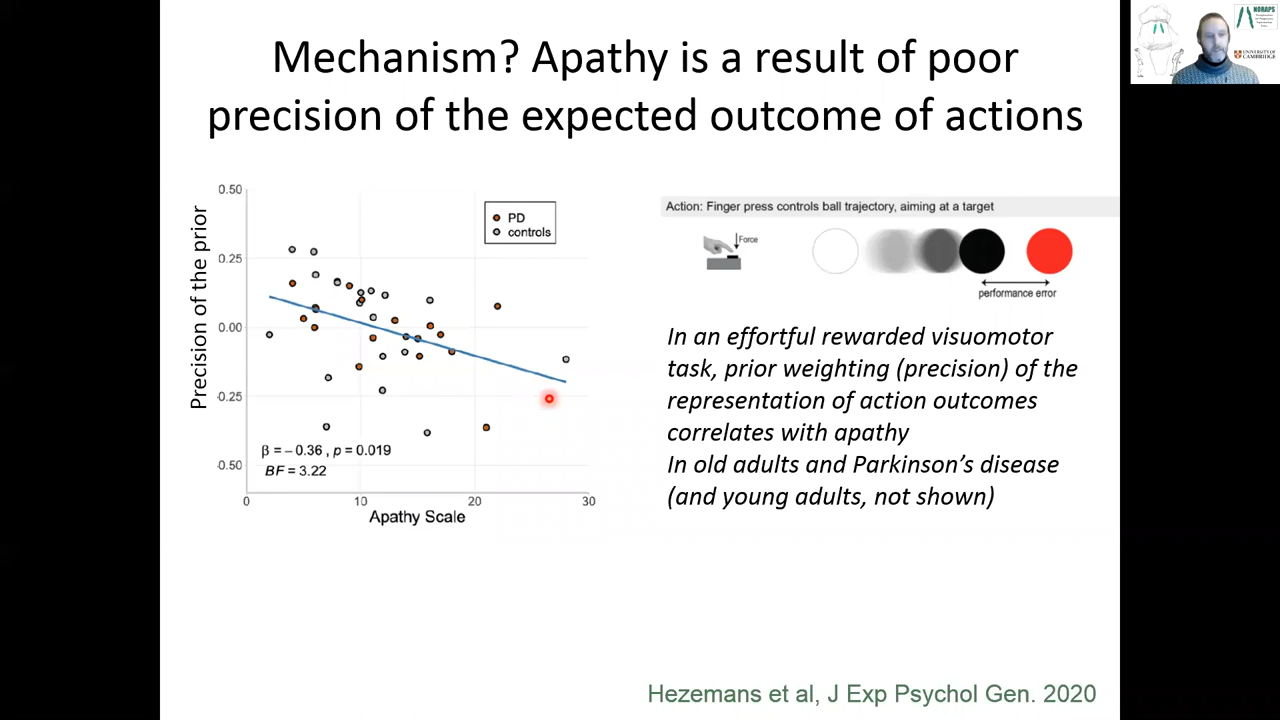 NORAPS
UNIVERSITY OF
CAMBRIDGE
Mechanism? Apathy is a result of poor
precision of the expected outcome of actions
Precision of the prior
0.50
0.25
0.00
0.25
0.50
PD
controls
β = – 0.36 , p = 0.019
BF = 3.22
0
10
20
30
Apathy Scale
Action: Finger press controls ball trajectory, aiming at a target
Force
performance error
In an effortful rewarded visuomotor
task, prior weighting (precision) of the
representation of action outcomes
correlates with apathy
In old adults and Parkinson's disease
(and young adults, not shown)
Hezemans et al, J Exp Psychol Gen. 2020